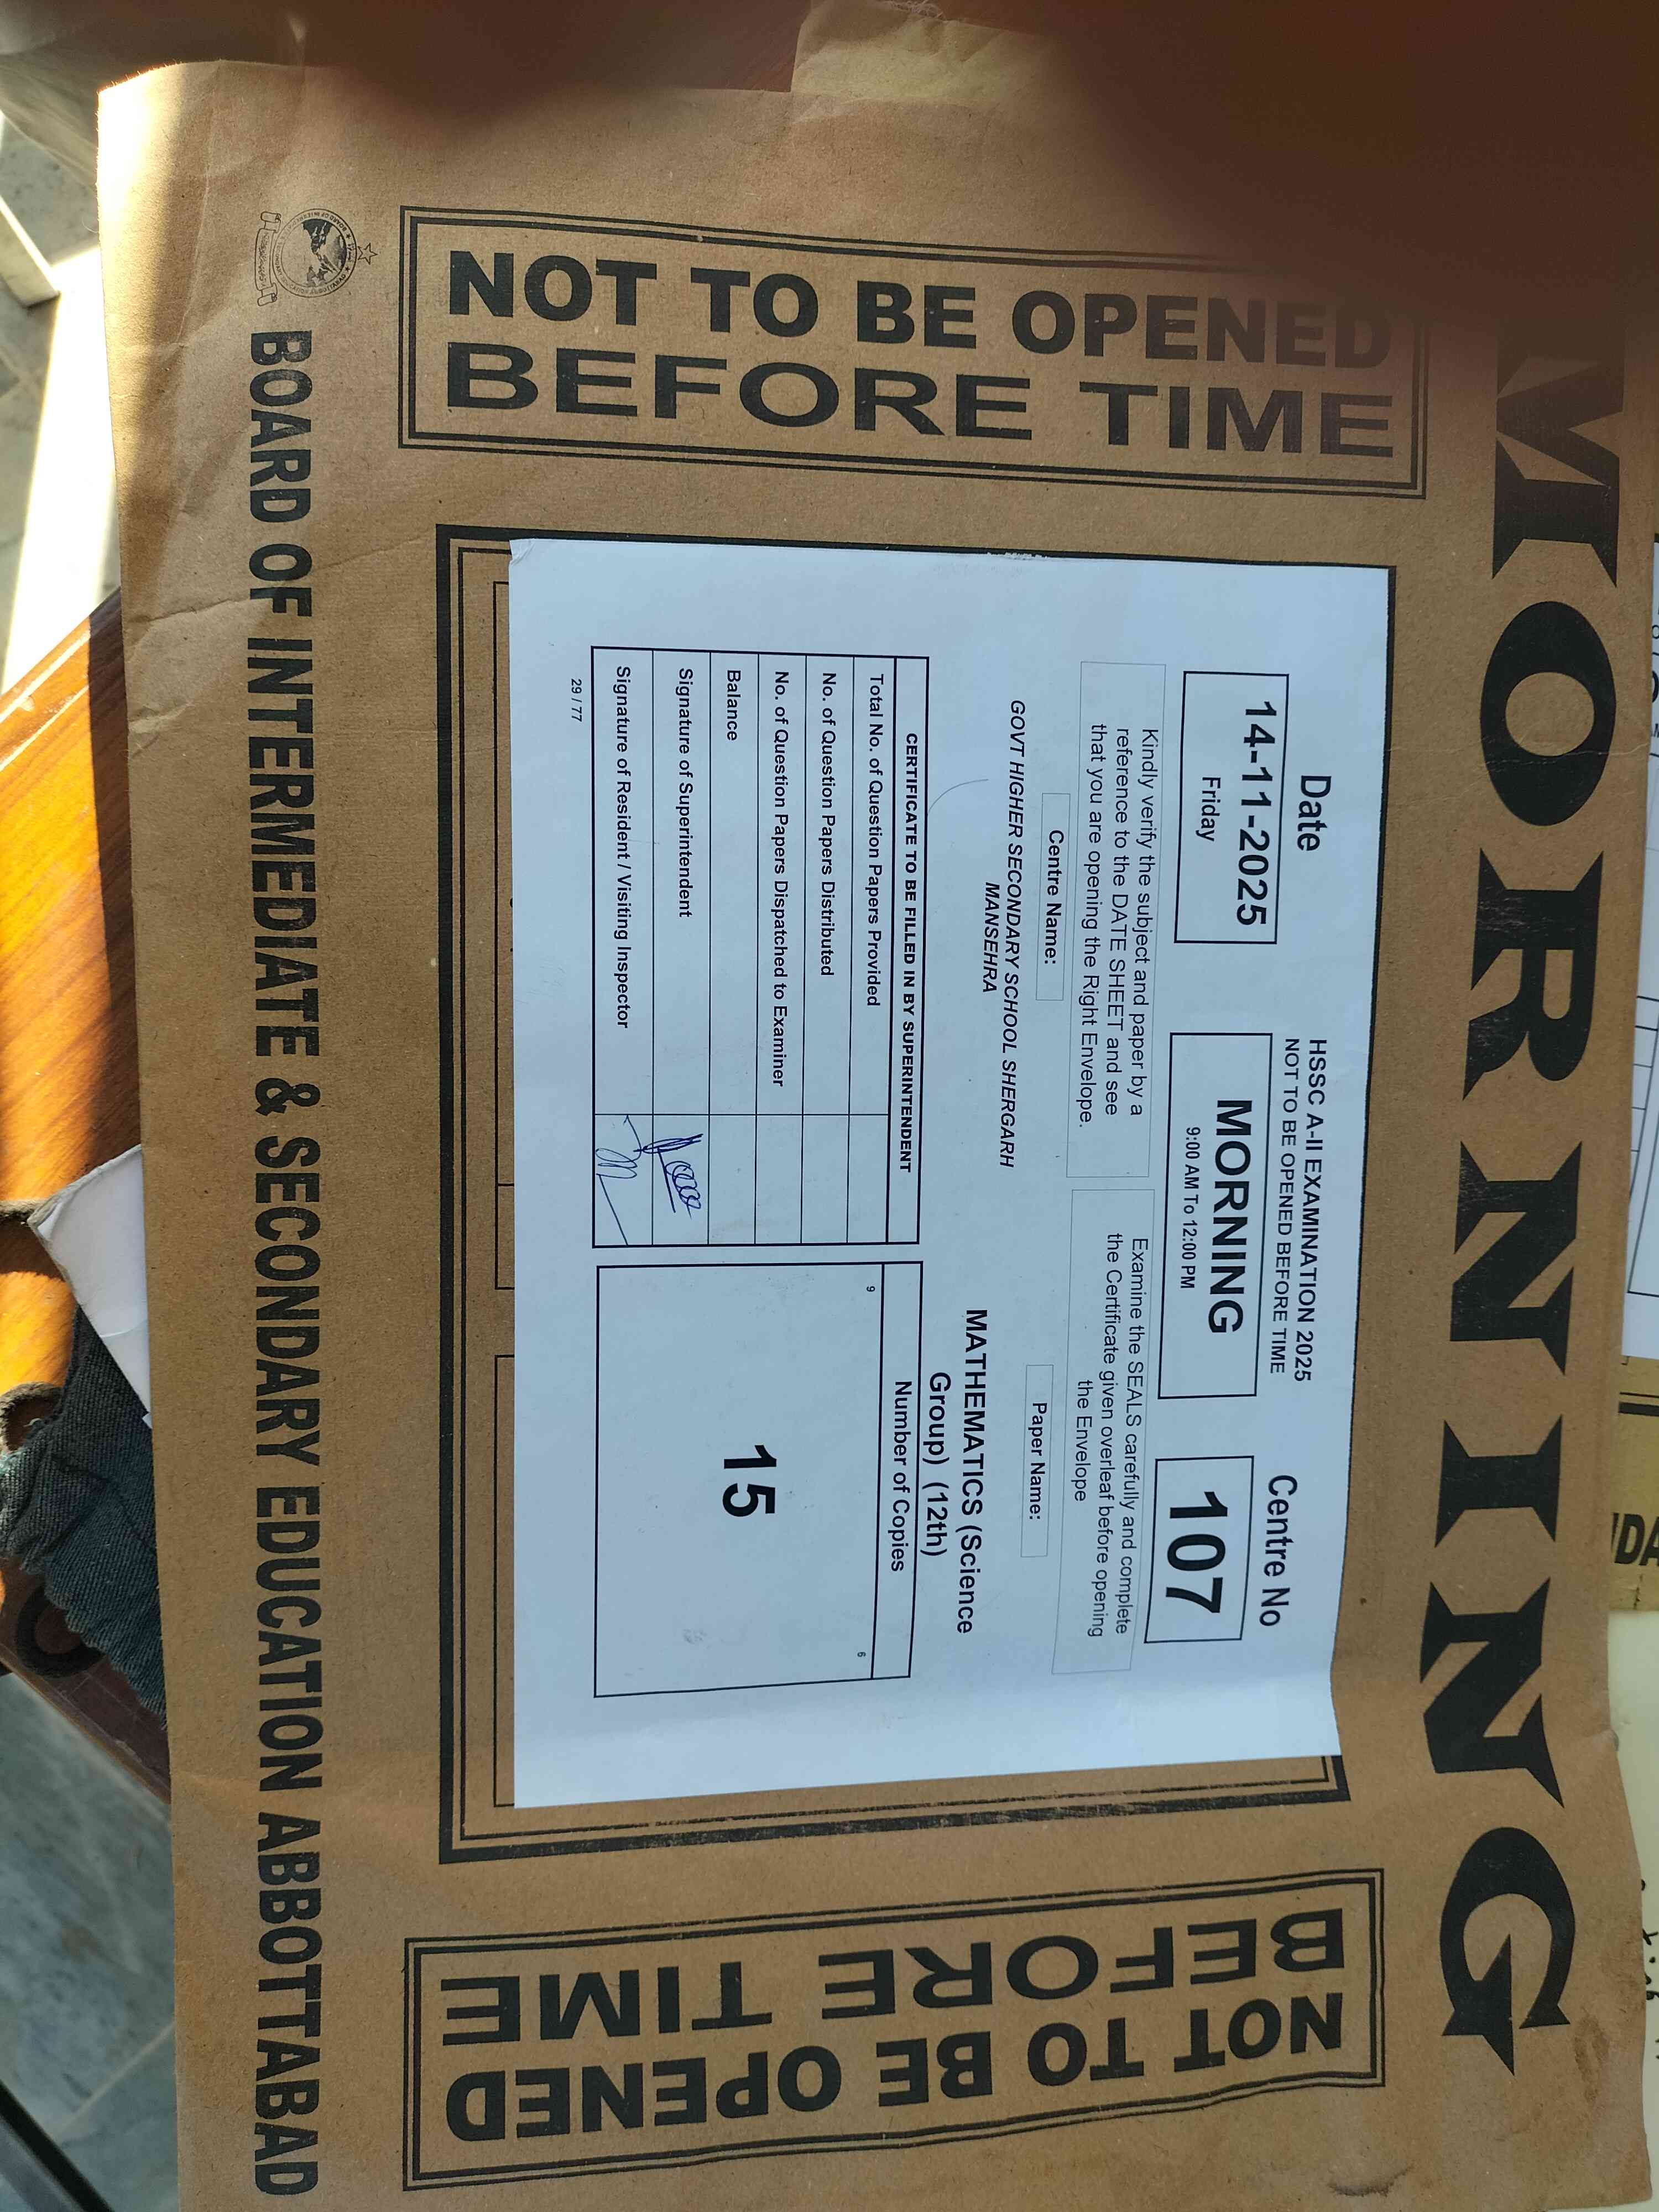 MORNING
NOT TO BE OPENED
BEFORE TIME
Date
14-11-2025
Friday
HSSC A-II EXAMINATION 2025
NOT TO BE OPENED BEFORE TIME
MORNING
9:00 AM To 12:00 PM
Centre No
107
Kindly verify the subject and paper by a
reference to the DATE SHEET and see
that you are opening the Right Envelope.
Examine the SEALS carefully and complete
the Certificate given overleaf before opening
the Envelope
Centre Name:
GOVT HIGHER SECONDARY SCHOOL SHERGARH
MANSEHRA
Paper Name:
MATHEMATICS (Science
Group) (12th)
CERTIFICATE TO BE FILLED IN BY SUPERINTENDENT
Total No. of Question Papers Provided
No. of Question Papers Distributed
No. of Question Papers Dispatched to Examiner
Balance
Signature of Superintendent
Signature of Resident / Visiting Inspector
29 / 77
Number of Copies
9
6
15
NOT TO BE OPENED
BEFORE TIME
BOARD OF INTERMEDIATE & SECONDARY EDUCATION ABBOTTABAD